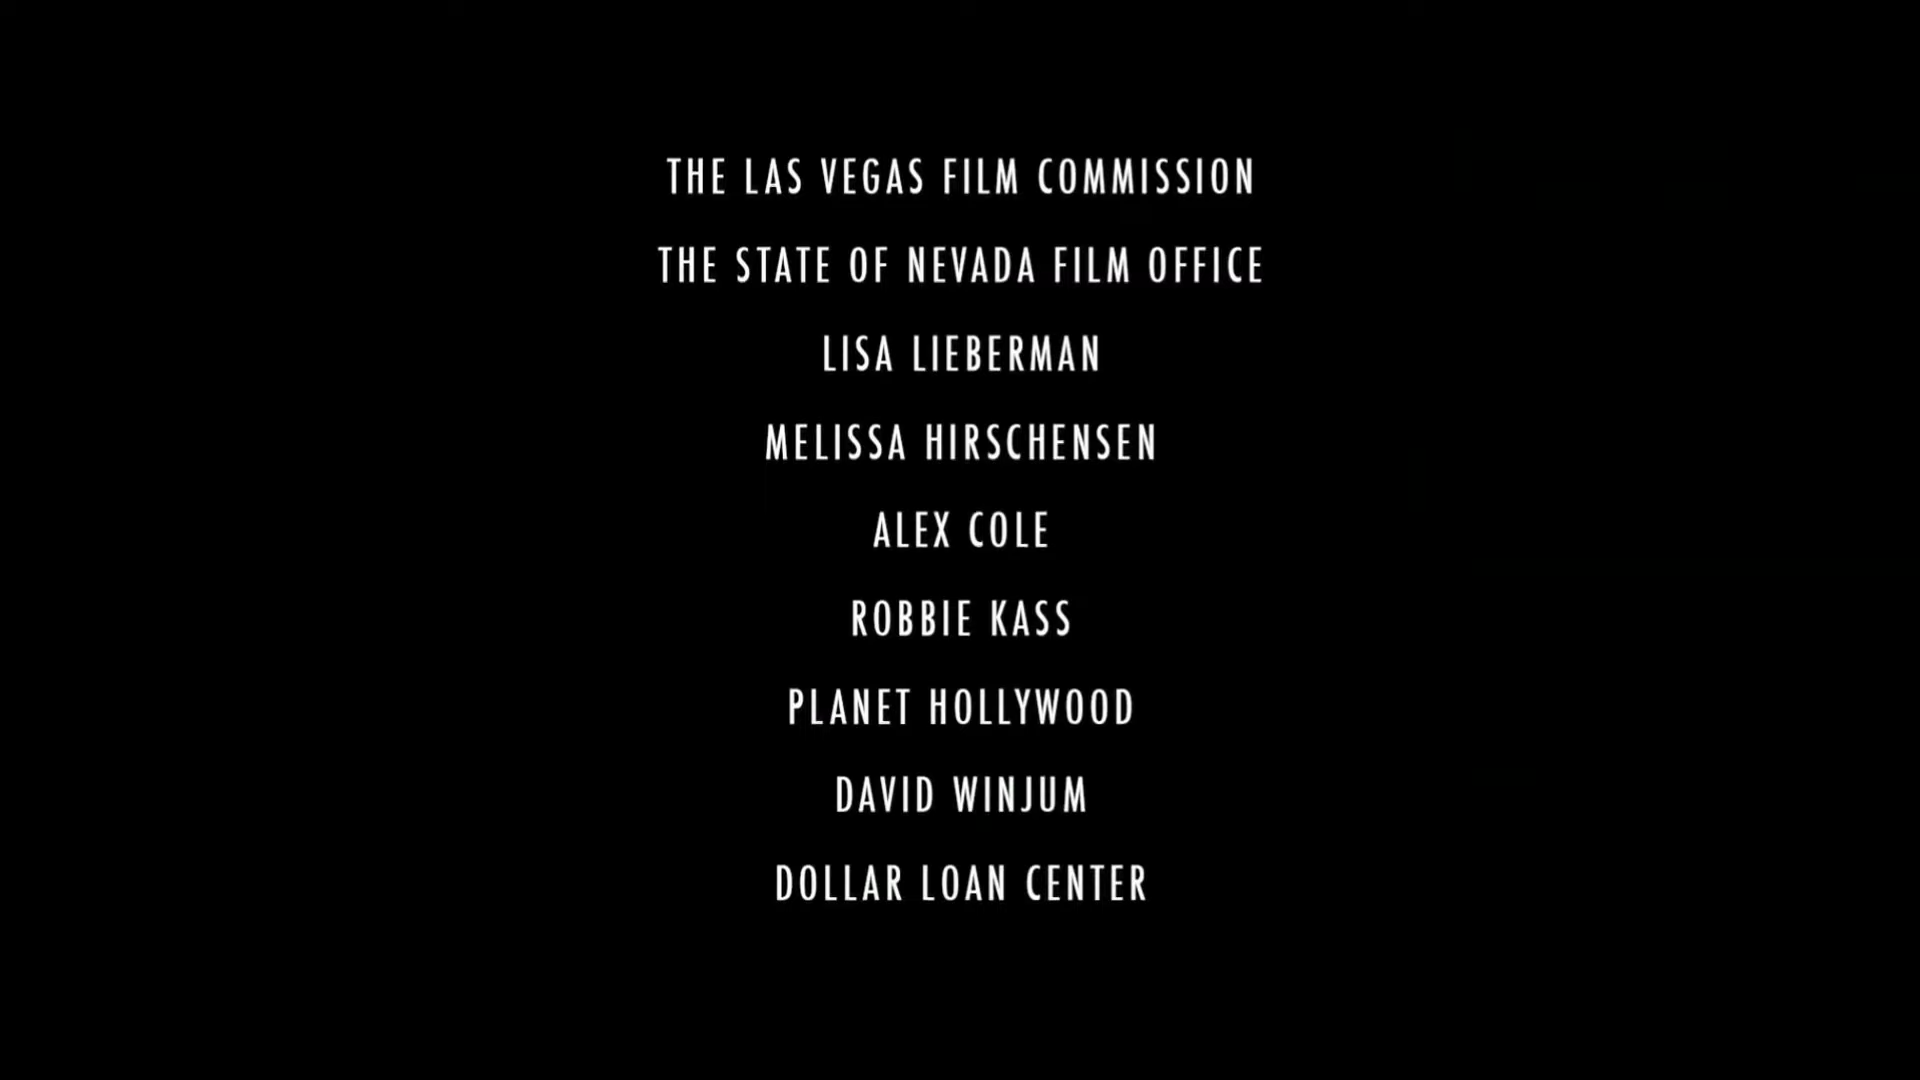 THE LAS VEGAS FILM COMMISSION
THE STATE OF NEVADA FILM OFFICE
LISA LIEBERMAN
MELISSA HIRSCHENSEN
ALEX COLE
ROBBIE KASS
PLANET HOLLYWOOD
DAVID WINJUM
DOLLAR LOAN CENTER